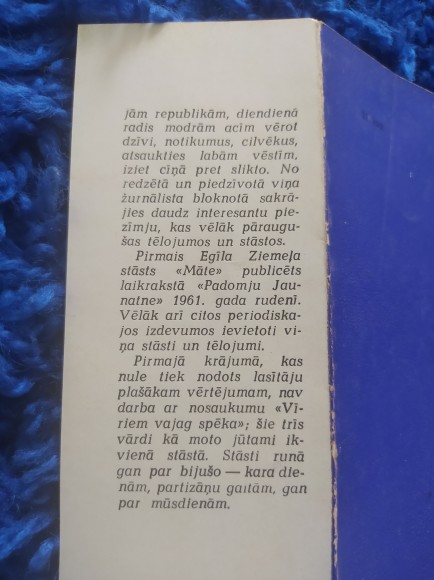 jām republikām, diendienā
radis modrām acīm vērot
dzīvi, notikumus, cilvēkus,
atsaukties labām vēstīm,
iziet cīņā pret slikto. No
redzētā un piedzīvotā viņa
žurnālista bloknotā sakrā-
jies daudz interesantu pie-
zīmju, kas vēlāk pāraugu-
šas tēlojumos un stāstos.
Pirmais Egīla Ziemeļa
stāsts «Māte» publicēts
laikrakstā «Padomju Jau-
natne» 1961. gada rudenī.
Vēlāk arī citos periodiska-
jos izdevumos ievietoti vi-
ņa stāsti un tēlojumi.
Pirmajā krājumā, kas
nule tiek nodots lasītāju
plašākam vērtējumam, nav
darba ar nosaukumu «Vī-
riem vajag spēka»; šie trīs
vārdi kā moto jūtami ik-
vienā stāstā. Stāsti runā
gan par bijušo — kara die-
nām, partizāņu gaitām, gan
par mūsdienām.